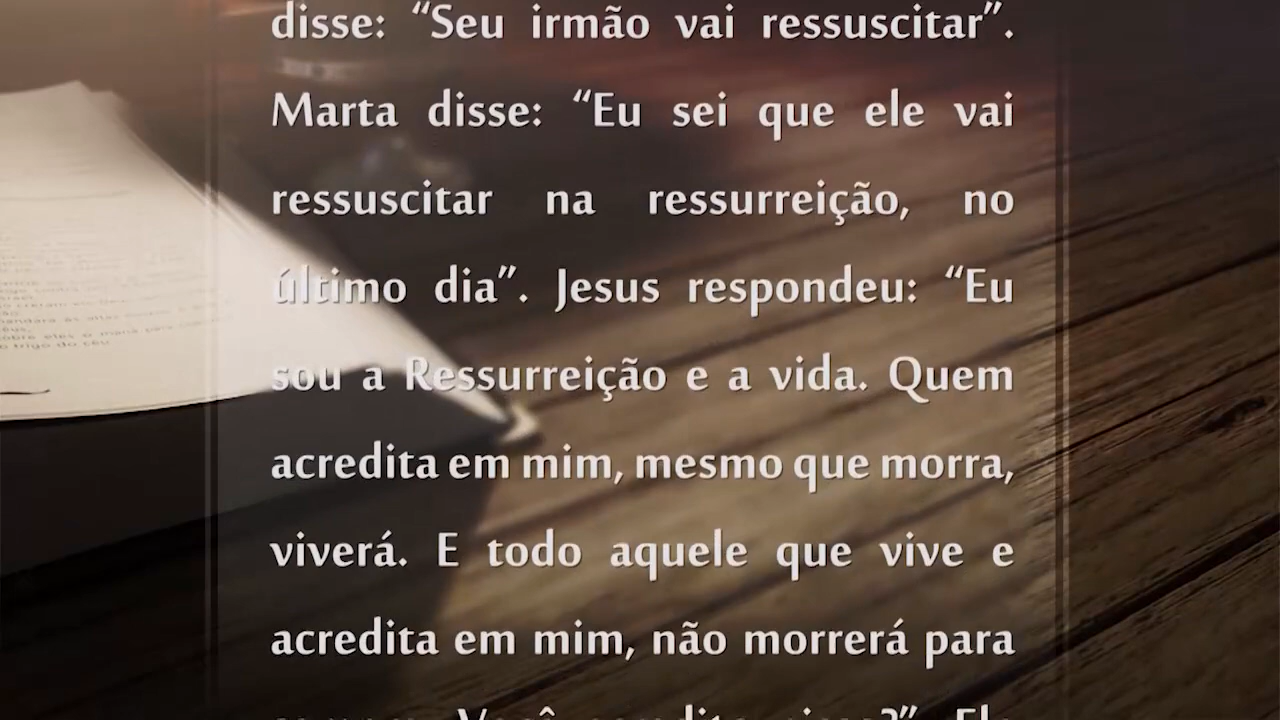 disse: “Seu irmão vai ressuscitar”.
Marta disse: “Eu sei que ele vai
ressuscitar na ressurreição, no
último dia”. Jesus respondeu: “Eu
sou a Ressurreição e a vida. Quem
acredita em mim, mesmo que morra,
viverá. E todo aquele que vive e
acredita em mim, não morrerá para